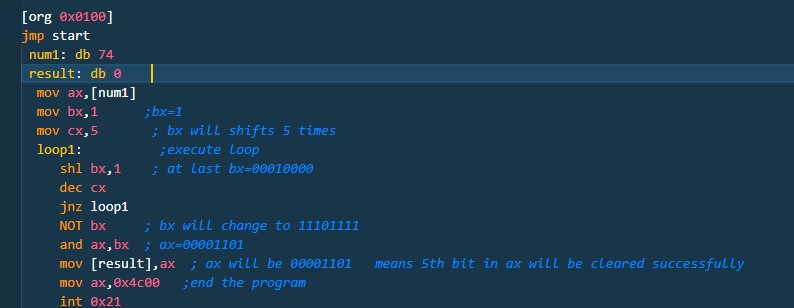 [org 0x0100]
jmp start
num1: db 74
result: db 0
mov ax,[num1]
mov bx,1 ;bx=1
mov cx,5 ; bx will shifts 5 times
loop1: ;execute loop
shl bx,1 ; at last bx=00010000
dec cx
jnz loop1
NOT bx ; bx will change to 11101111
and ax,bx ; ax=00001101
mov [result],ax ; ax will be 00001101 means 5th bit in ax will be cleared successfully
mov ax,0x4c00 ;end the program
int 0x21